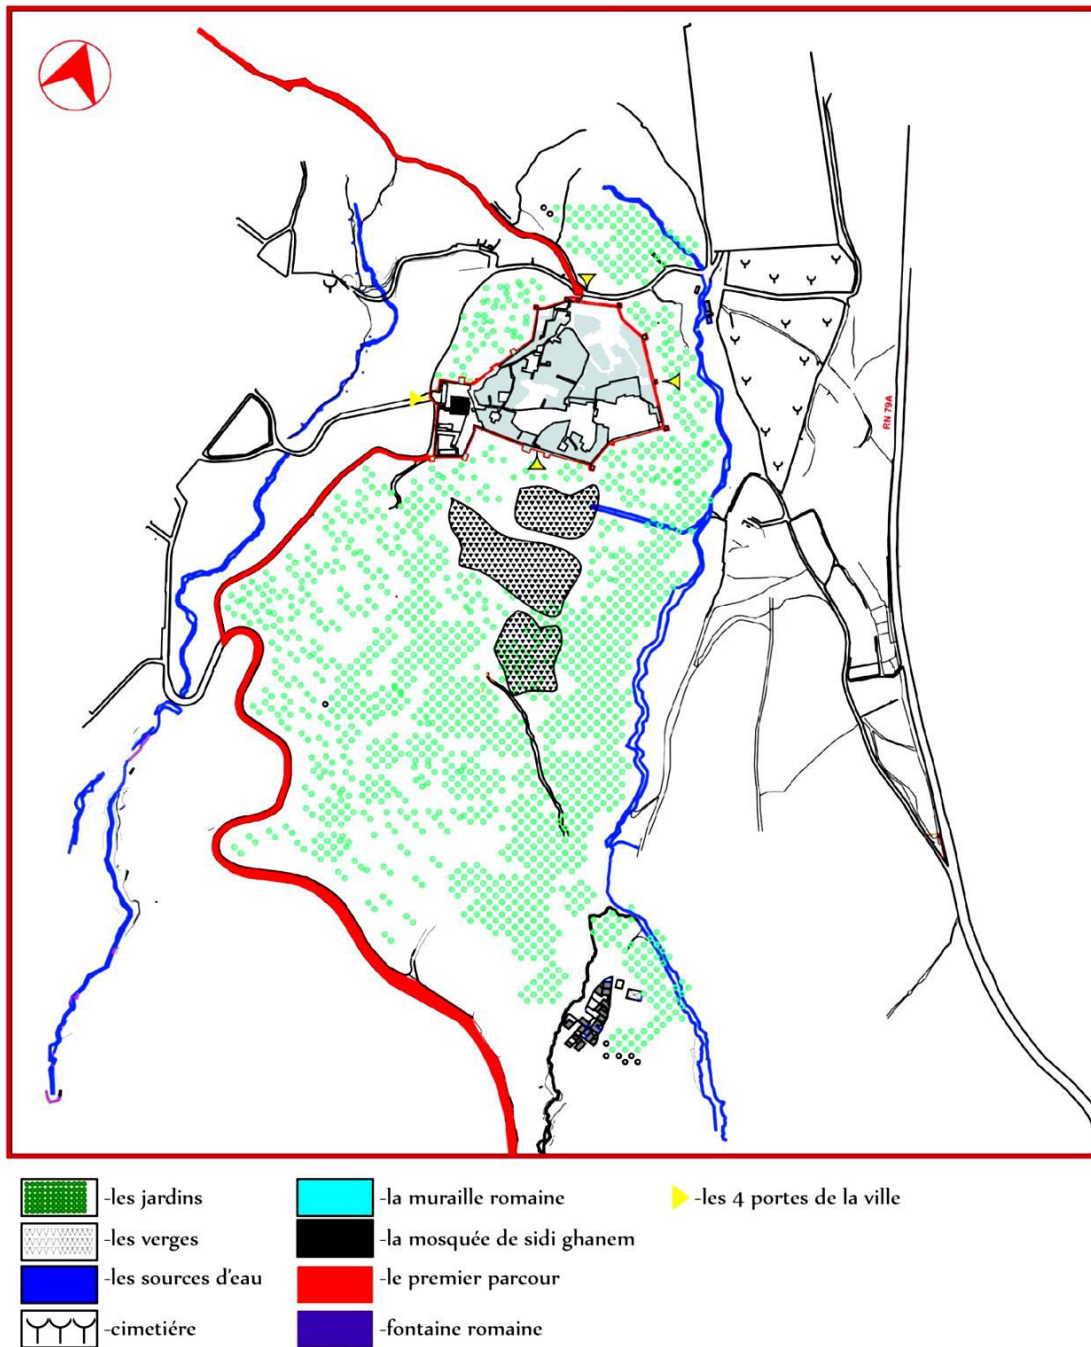 RN 79A
-les jardins
-les verges
-les sources d'eau
-cimetiére
-la muraille romaine
-la mosquée de sidi ghanem
-le premier parcour
-fontaine romaine
-les 4 portes de la ville